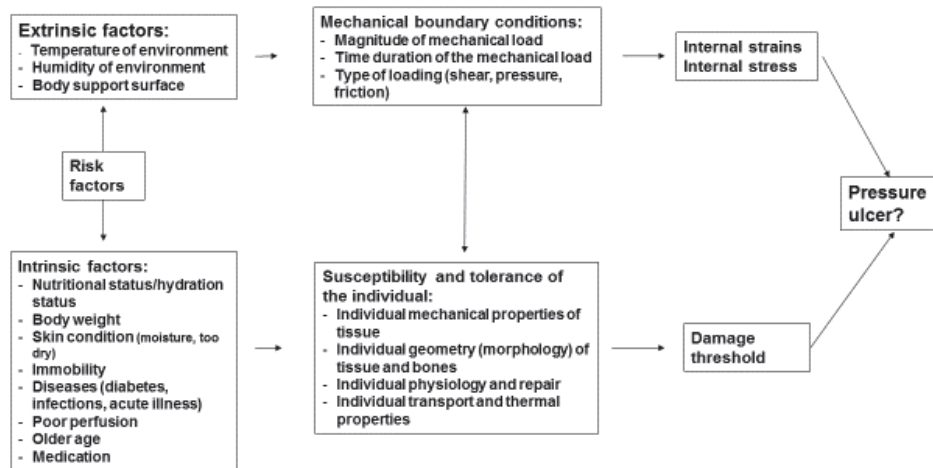 Extrinsic factors:
. Temperature of environment
- Humidity of environment
- Body support surface
Mechanical boundary conditions:
- Magnitude of mechanical load
- Time duration of the mechanical load
- Type of loading (shear, pressure,
friction)
Internal strains
Internal stress
Risk
factors
Pressure
ulcer?
Intrinsic factors:
- Nutritional status/hydration
status
- Body weight
- Skin condition (moisture, too
dry)
- Immobility
- Diseases (diabetes,
infections, acute illness)
- Poor perfusion
- Older age
- Medication
Susceptibility and tolerance of
the individual:
- Individual mechanical properties of
tissue
- Individual geometry (morphology) of
tissue and bones
- Individual physiology and repair
- Individual transport and thermal
properties
Damage
threshold